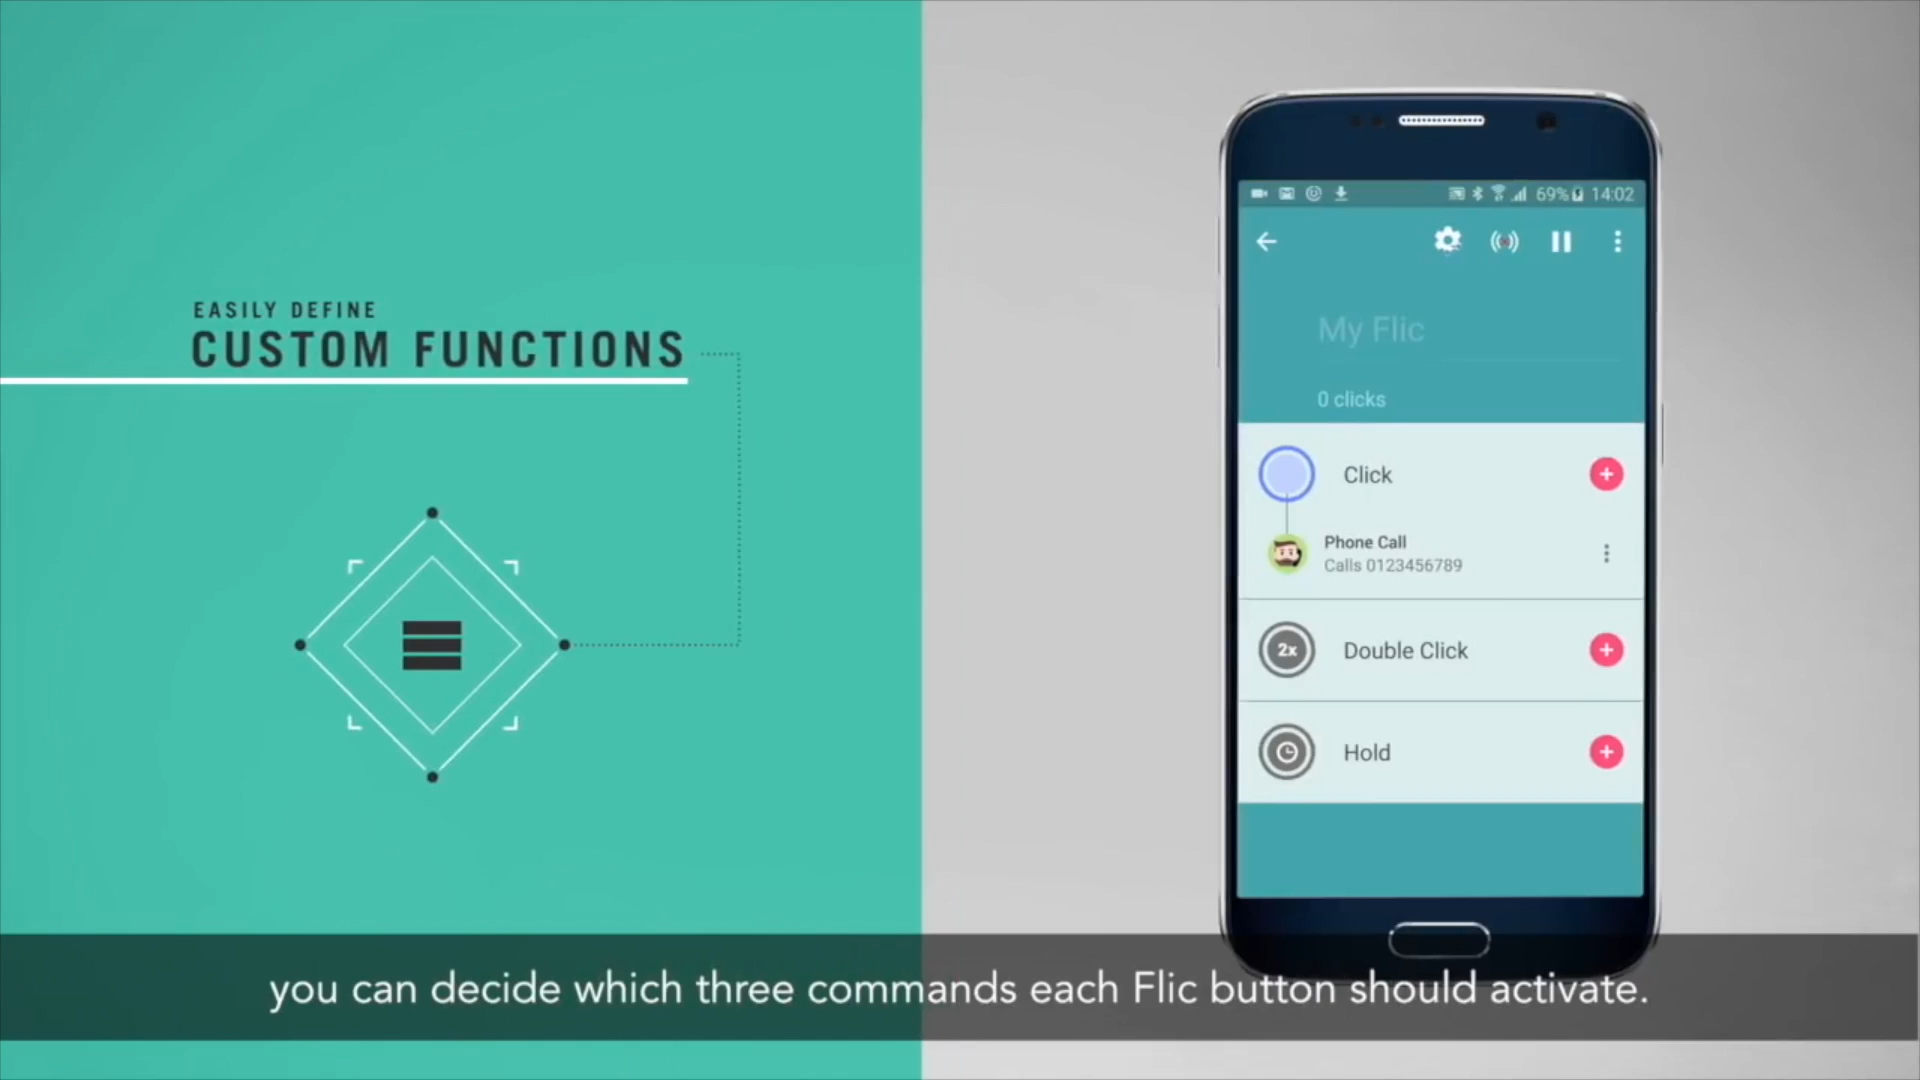 EASILY DEFINE
CUSTOM FUNCTIONS
69% 14:02
My Flic
0 clicks
Click
Phone Call
Calls 0123456789
2x
Double Click
Hold
you can decide which three commands each Flic button should activate.